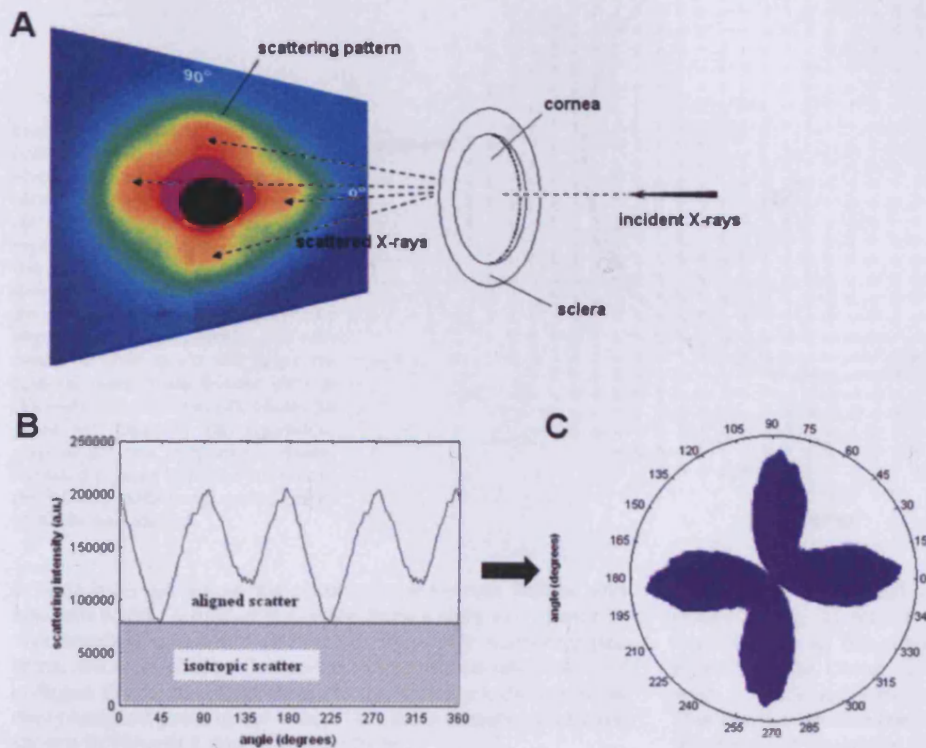 A
scattering pattern
90°
cornea
0°
incident X-rays
scattered X-rays
sclera
B
250000
200000
150000
100000
50000
0
scattering intensity (a.u.)
aligned scatter
isotropic scatter
0 45 90 135 180 225 270 315 360
angle (degrees)
C
angle (degrees)
90
105 75
120 60
135 45
150 30
165 15
180 0
195 34
210 330
225 315
240 300
255 285
270